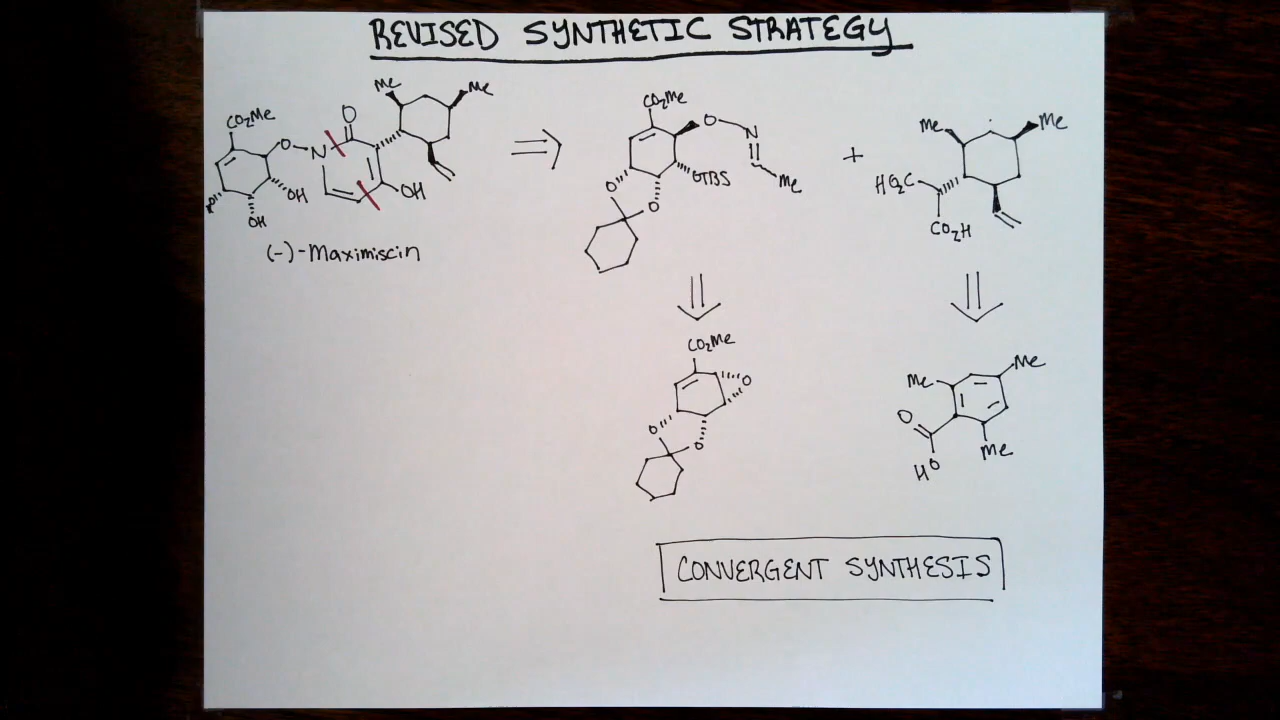 REVISED SYNTHETIC STRATEGY
CO₂Me
O
N
O
Me
Me
OH
OH
OH
(-)-Maximiscin
CO₂Me
O
N
Me
OTBS
O
O
+
Me
Me
HO₂C
CO₂H
CO₂Me
O
O
O
Me
Me
O
HO
Me
CONVERGENT SYNTHESIS